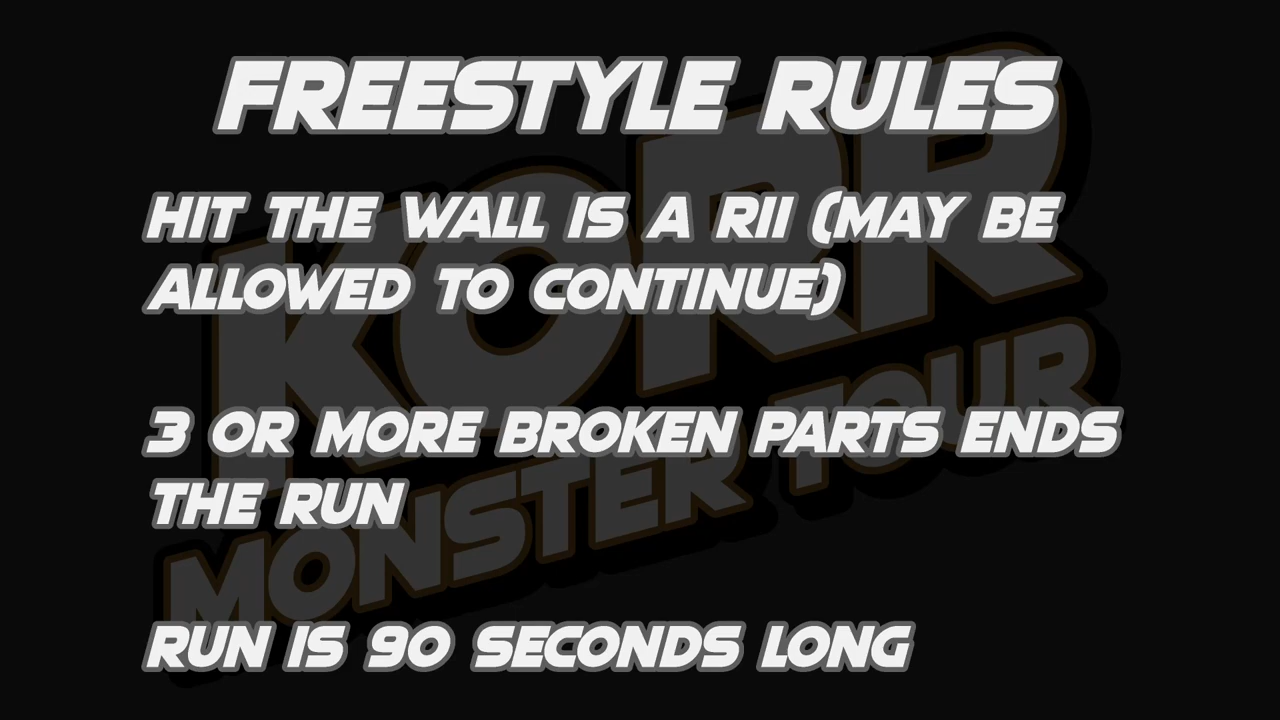 FREESTYLE RULES
HIT THE WALL IS A RII (MAY BE
ALLOWED TO CONTINUE)
3 OR MORE BROKEN PARTS ENDS
THE RUN
RUN IS 90 SECONDS LONG
KORR
MONSTER TOUR